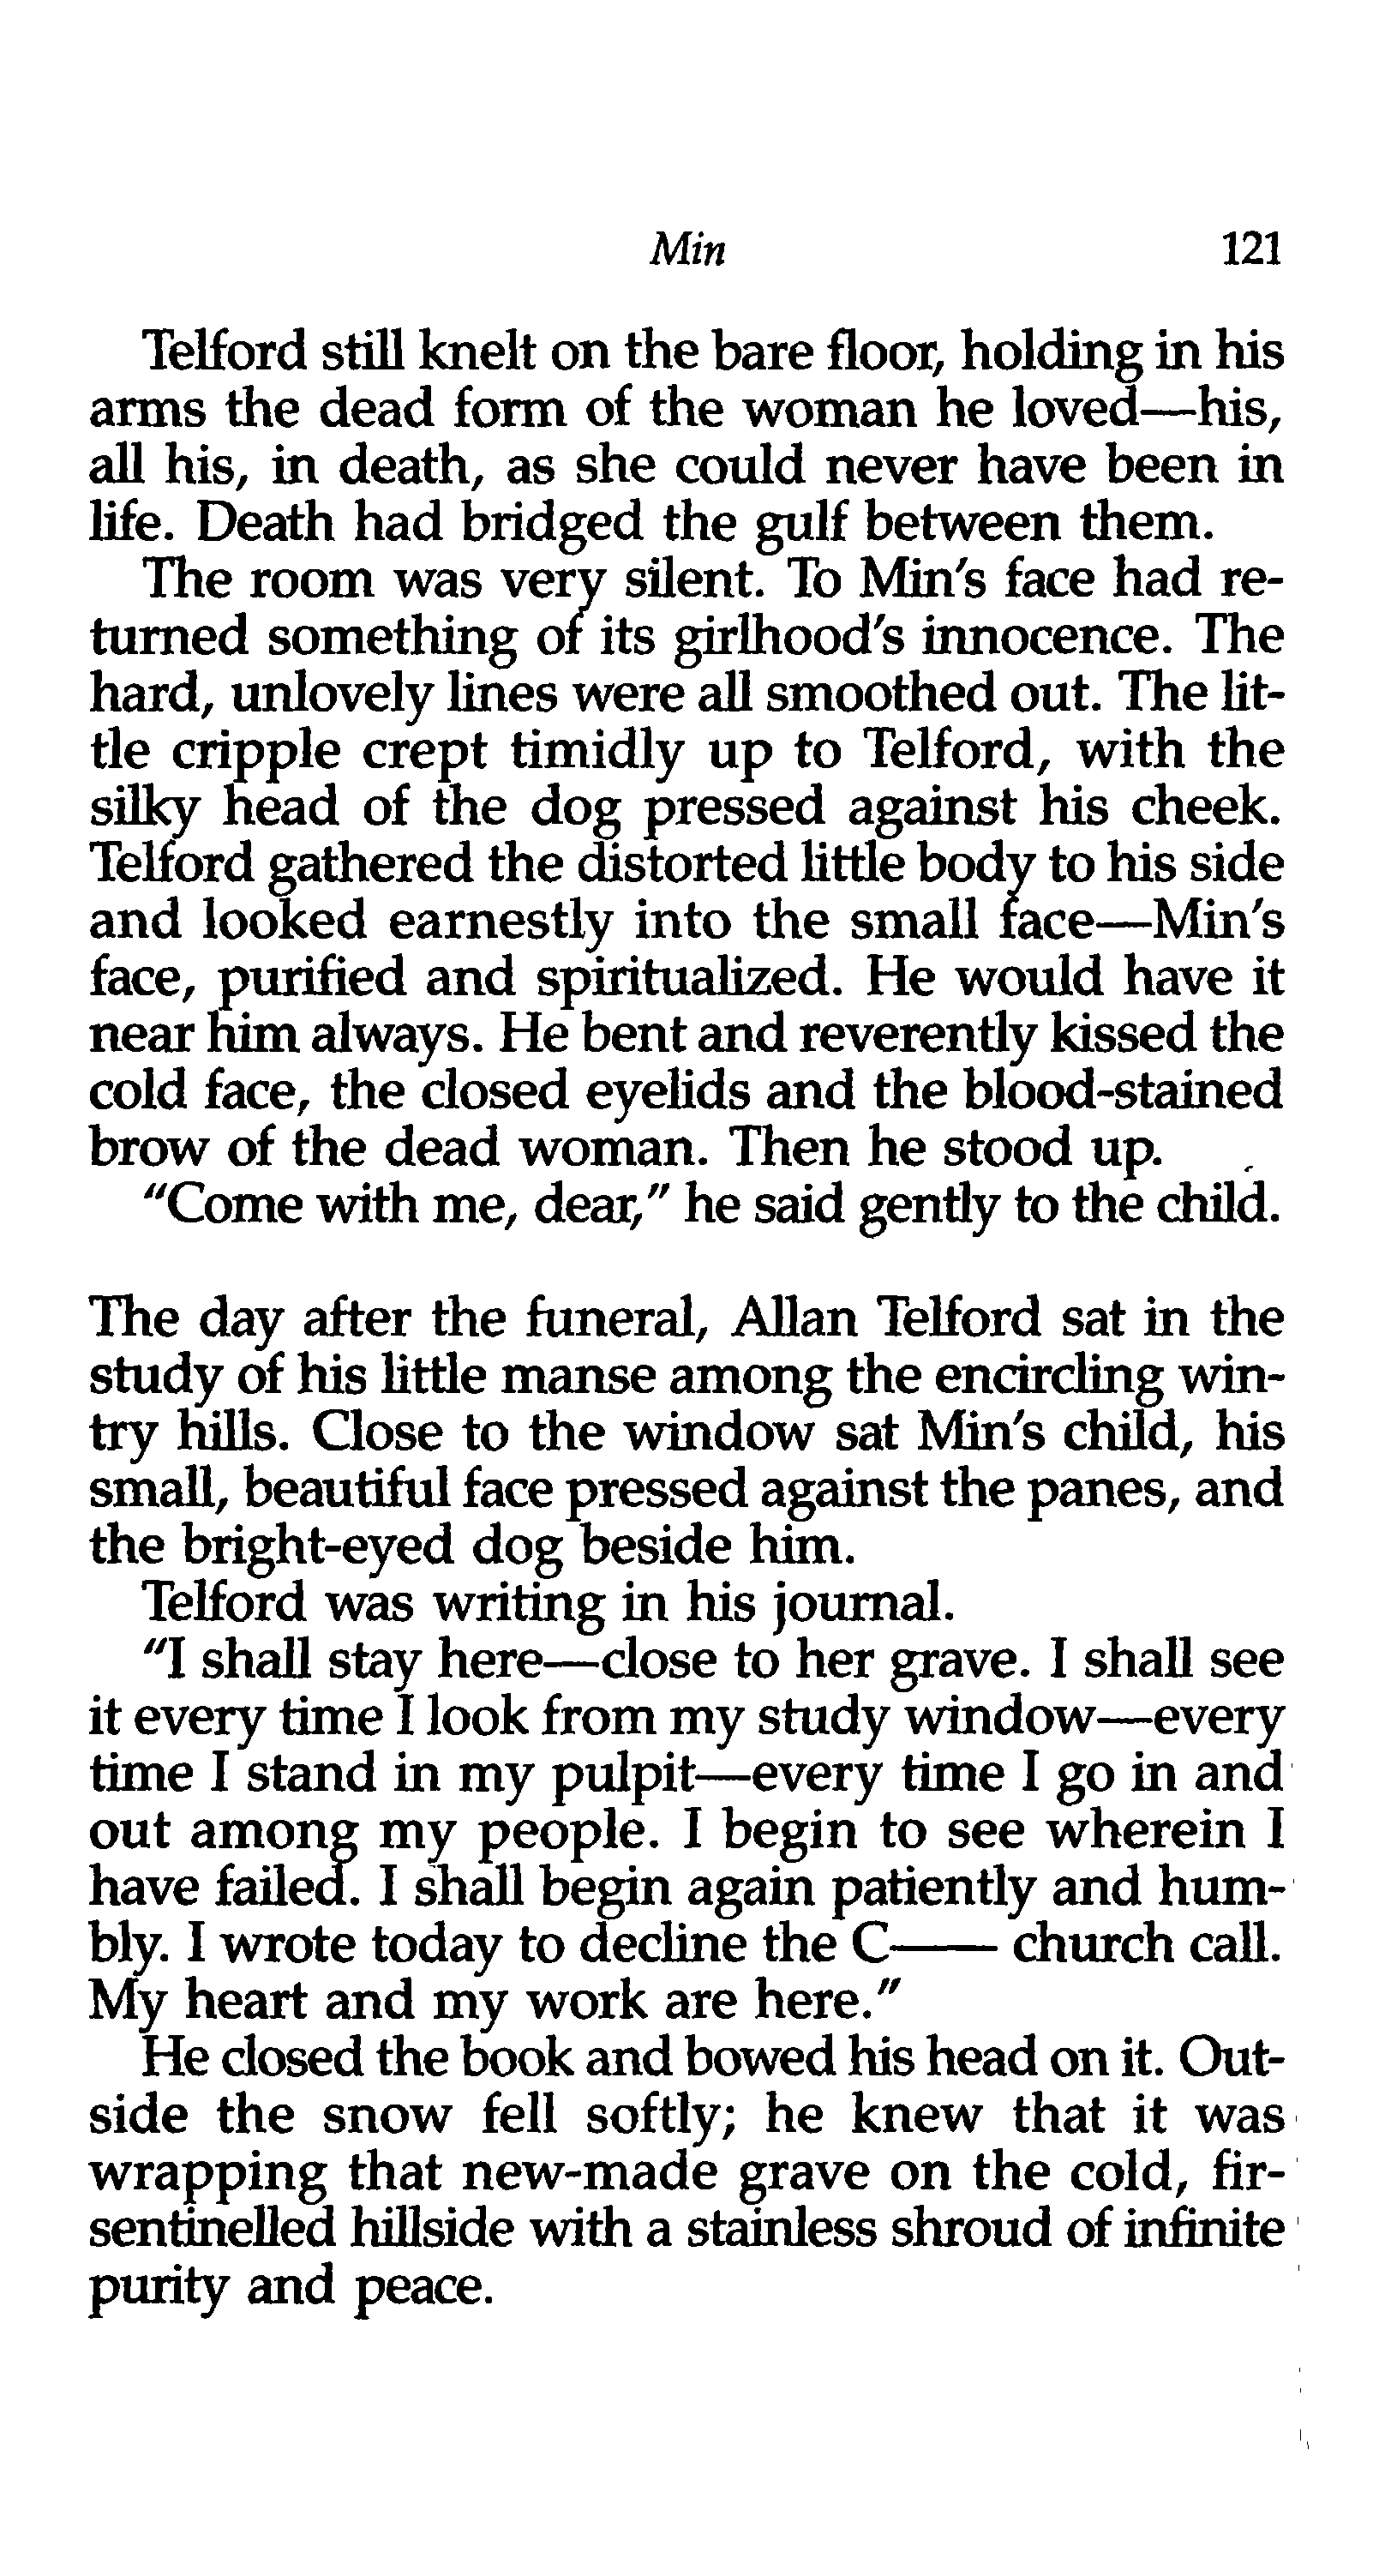 Min 121
Telford still knelt on the bare floor, holding in his
arms the dead form of the woman he loved—his,
all his, in death, as she could never have been in
life. Death had bridged the gulf between them.
The room was very silent. To Min's face had re-
turned something of its girlhood's innocence. The
hard, unlovely lines were all smoothed out. The lit-
tle cripple crept timidly up to Telford, with the
silky head of the dog pressed against his cheek.
Telford gathered the distorted little body to his side
and looked earnestly into the small face—Min's
face, purified and spiritualized. He would have it
near him always. He bent and reverently kissed the
cold face, the closed eyelids and the blood-stained
brow of the dead woman. Then he stood up.
"Come with me, dear," he said gently to the child.
The day after the funeral, Allan Telford sat in the
study of his little manse among the encircling win-
try hills. Close to the window sat Min's child, his
small, beautiful face pressed against the panes, and
the bright-eyed dog beside him.
Telford was writing in his journal.
"I shall stay here—close to her grave. I shall see
it every time I look from my study window—every
time I stand in my pulpit—every time I go in and
out among my people. I begin to see wherein I
have failed. I shall begin again patiently and hum-
bly. I wrote today to decline the C—— church call.
My heart and my work are here."
He closed the book and bowed his head on it. Out-
side the snow fell softly; he knew that it was
wrapping that new-made grave on the cold, fir-
sentinelled hillside with a stainless shroud of infinite
purity and peace.